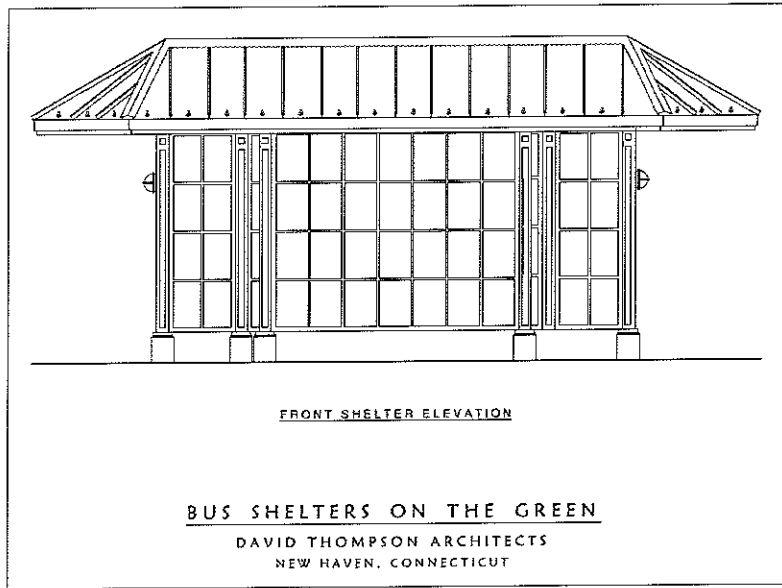 FRONT SHELTER ELEVATION
BUS SHELTERS ON THE GREEN
DAVID THOMPSON ARCHITECTS
NEW HAVEN, CONNECTICUT